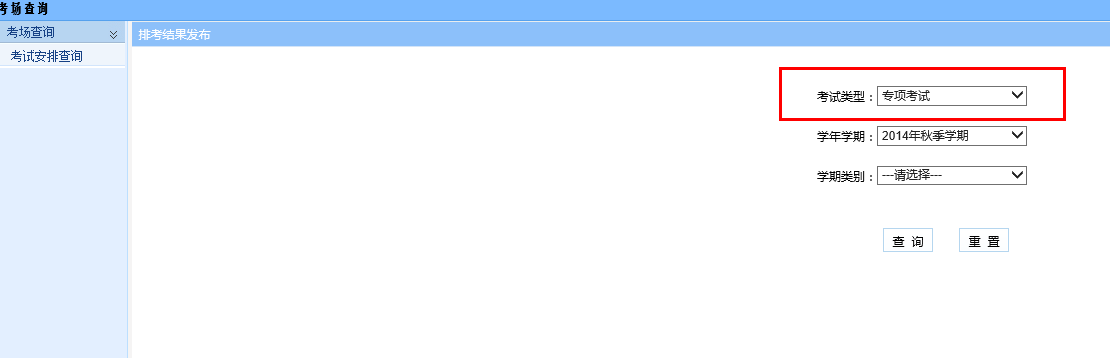 考场查询
考场查询
考试安排查询
排考结果发布
考试类型：专项考试
学年学期：2014年秋季学期
学期类别：---请选择---
查 询 重 置